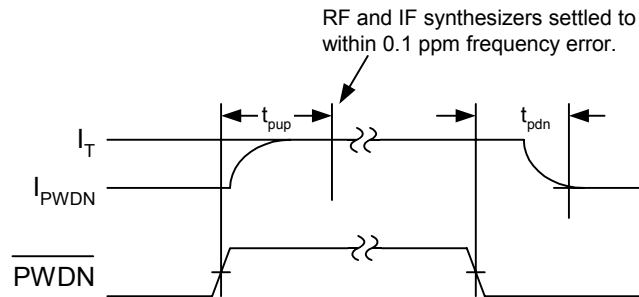 RF and IF synthesizers settled to
within 0.1 ppm frequency error.
tpup
tpdn
IT
IPWDN
PWDN